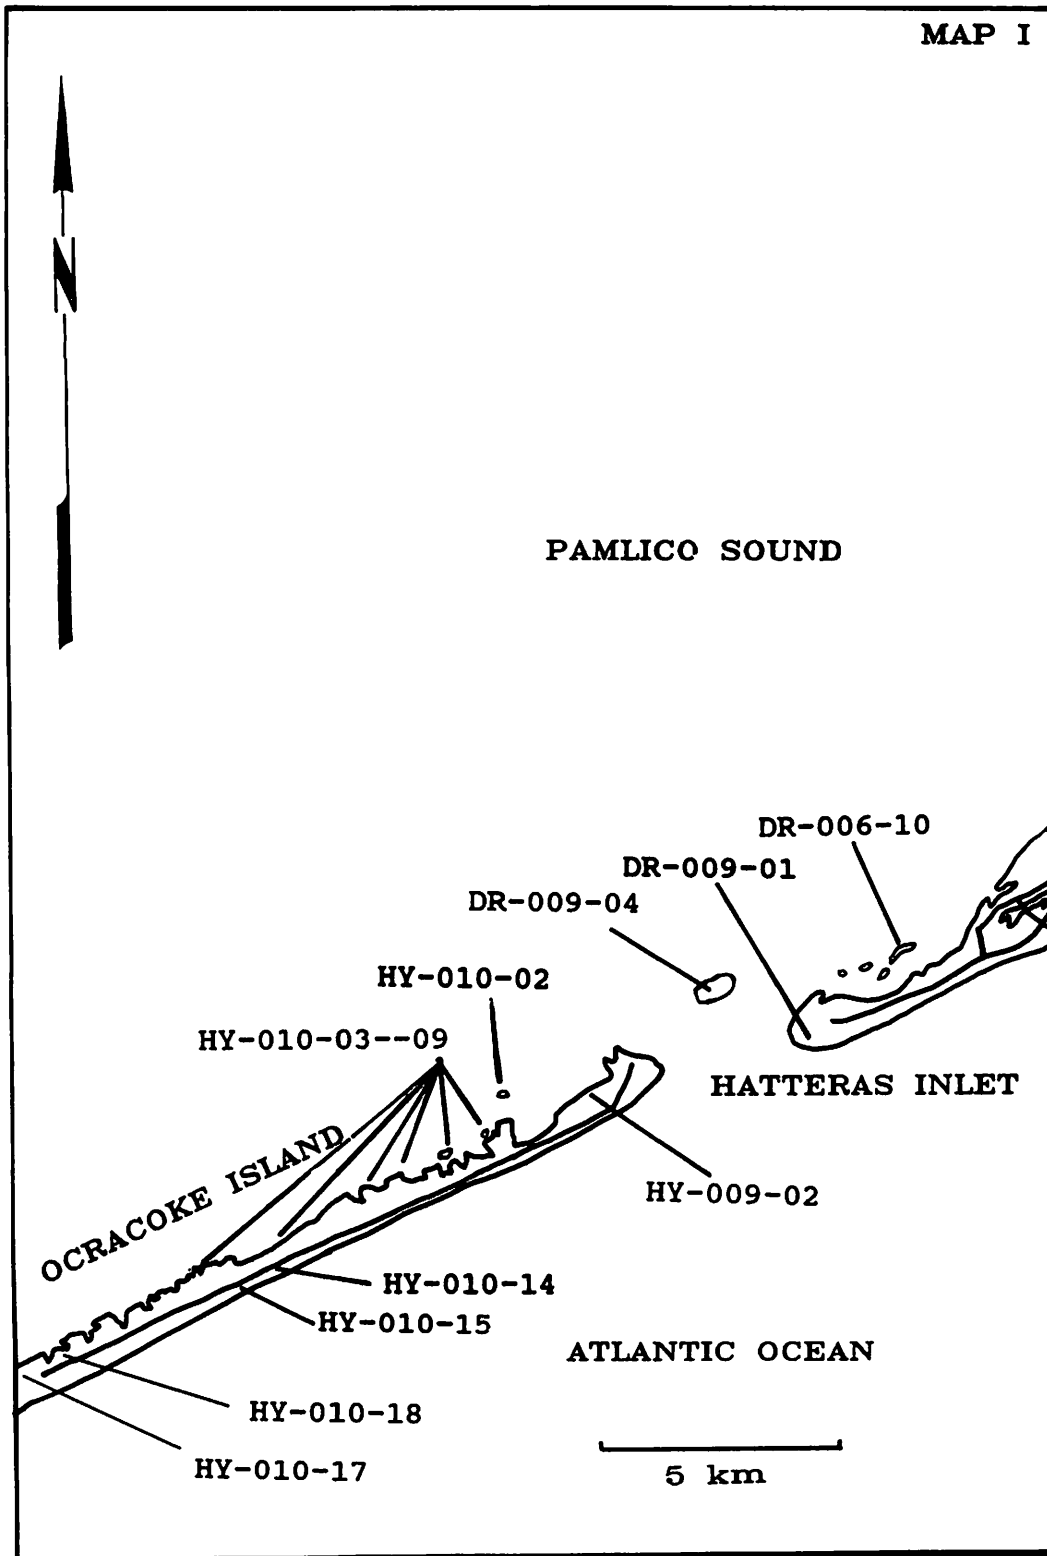 MAP I
N
PAMLICO SOUND
DR-006-10
DR-009-01
DR-009-04
HY-010-02
HY-010-03--09
HATTERAS INLET
OCRACOKE ISLAND
HY-009-02
HY-010-14
HY-010-15
ATLANTIC OCEAN
HY-010-18
HY-010-17
5 km